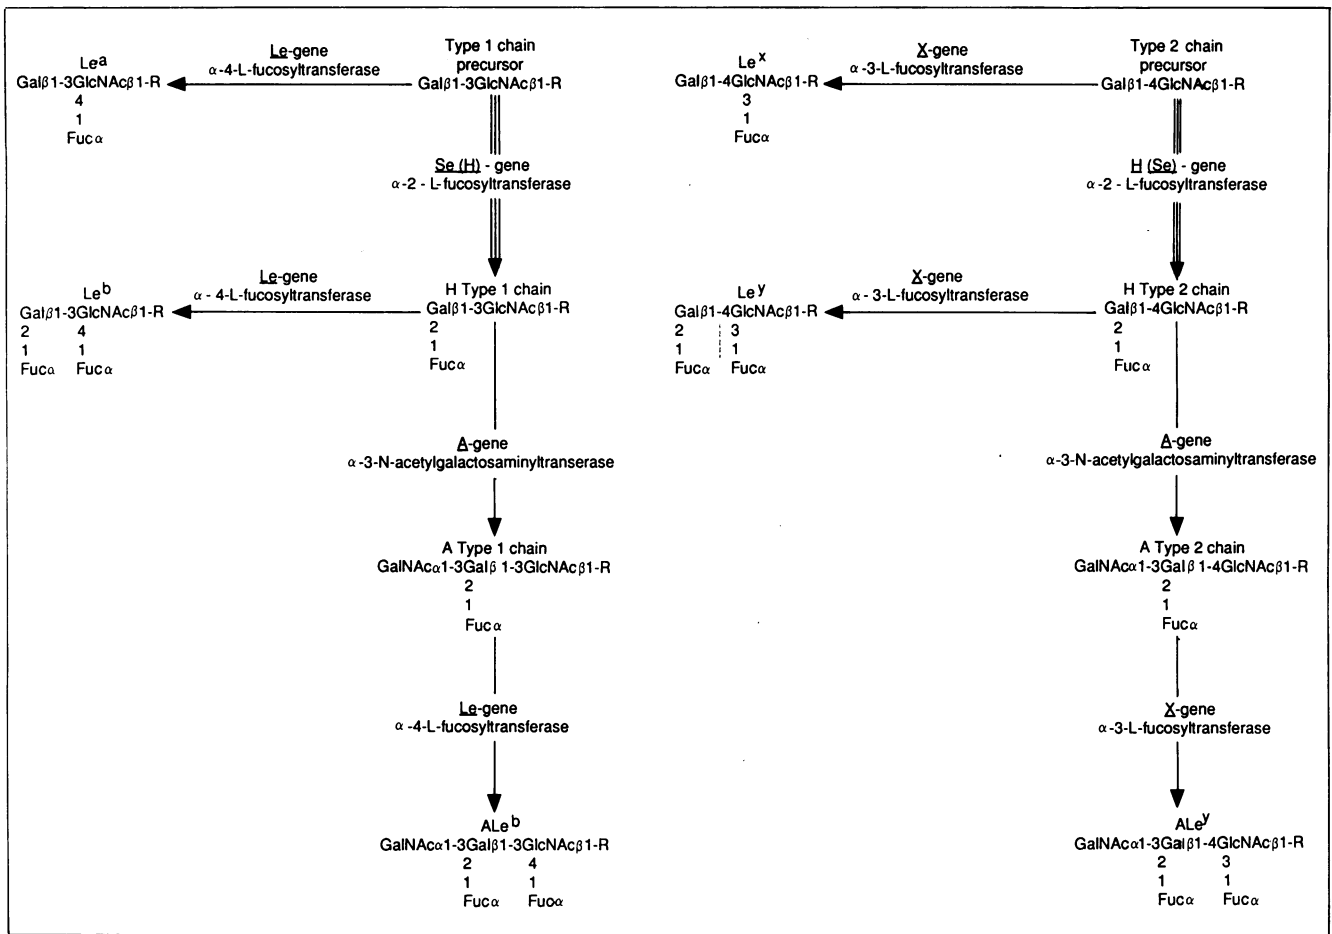 Le-gene
α-4-L-fucosyltransferase
Type 1 chain
precursor
Galβ1-3GlcNAcβ1-R
Le^a
Galβ1-3GlcNAcβ1-R
4
1
Fucα
Se (H) - gene
α-2 - L-fucosyltransferase
Le-gene
α - 4-L-fucosyltransferase
H Type 1 chain
Galβ1-3GlcNAcβ1-R
2
1
Fucα
Le^b
Galβ1-3GlcNAcβ1-R
2 4
1 1
Fucα Fucα
A-gene
α-3-N-acetylgalactosaminyltranserase
A Type 1 chain
GalNAcα1-3Galβ 1-3GlcNAcβ1-R
2
1
Fucα
Le-gene
α-4-L-fucosyltransferase
ALe^b
GalNAcα1-3Galβ1-3GlcNAcβ1-R
2 4
1 1
Fucα Fucα
X-gene
α-3-L-fucosyltransferase
Type 2 chain
precursor
Galβ1-4GlcNAcβ1-R
Le^x
Galβ1-4GlcNAcβ1-R
3
1
Fucα
H (Se) - gene
α-2 - L-fucosyltransferase
X-gene
α - 3-L-fucosyltransferase
H Type 2 chain
Galβ1-4GlcNAcβ1-R
2
1
Fucα
Le^y
Galβ1-4GlcNAcβ1-R
2 3
1 1
Fucα Fucα
A-gene
α-3-N-acetylgalactosaminyltransferase
A Type 2 chain
GalNAcα1-3Galβ 1-4GlcNAcβ1-R
2
1
Fucα
X-gene
α-3-L-fucosyltransferase
ALe^y
GalNAcα1-3Galβ1-4GlcNAcβ1-R
2 3
1 1
Fucα Fucα